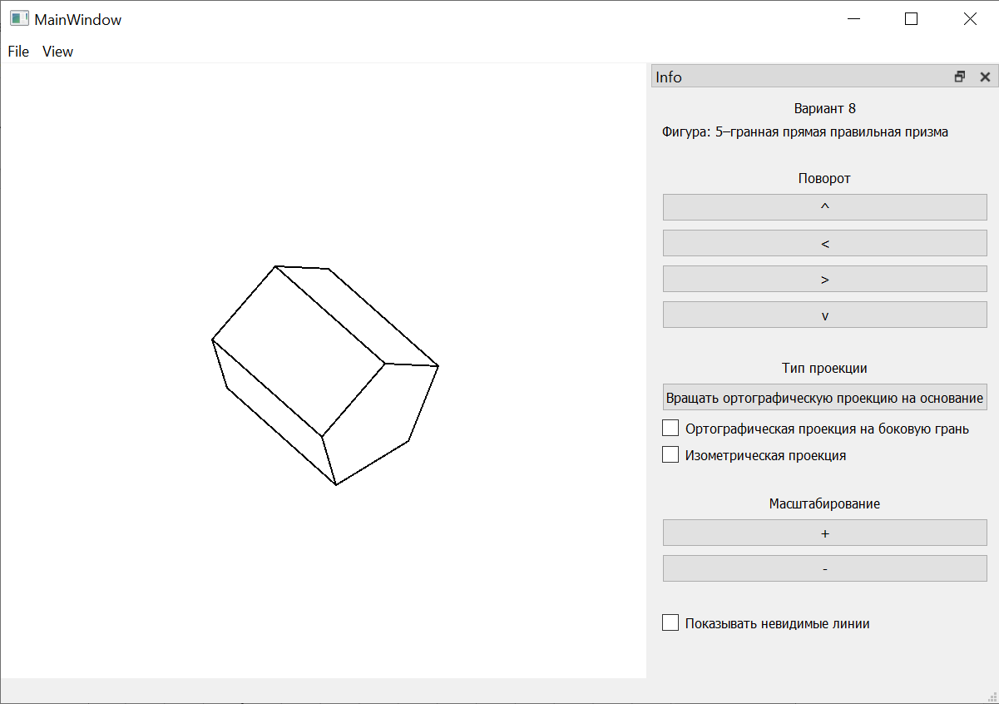 MainWindow
File View
Info
Вариант 8
Фигура: 5–гранная прямая правильная призма
Поворот
^
<
>
v
Тип проекции
Вращать ортографическую проекцию на основание
Ортографическая проекция на боковую грань
Изометрическая проекция
Масштабирование
+
-
Показывать невидимые линии